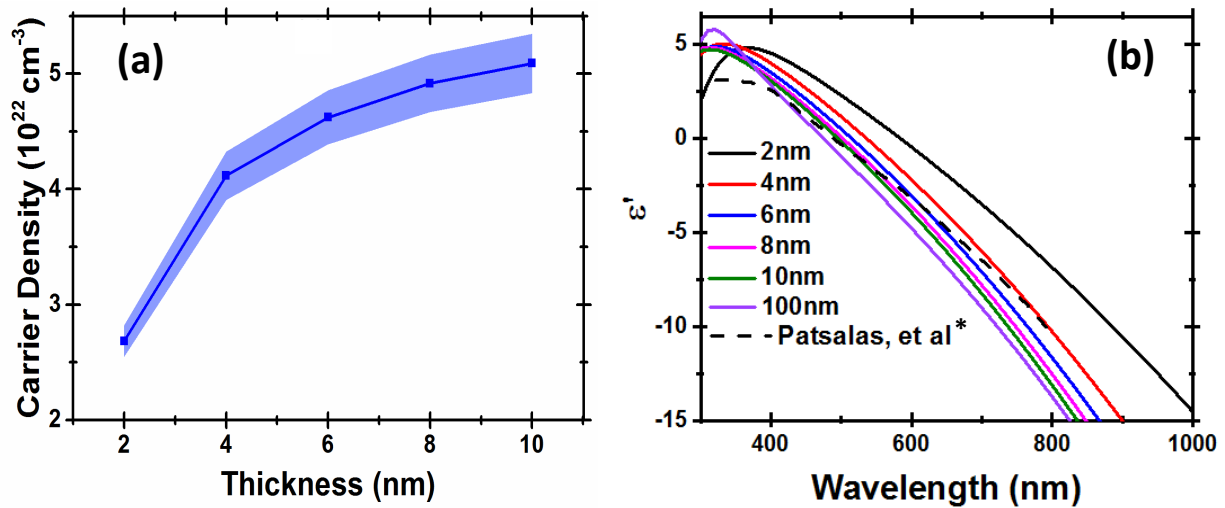 (a)
Carrier Density (10²² cm⁻³)
5
4
3
2
2 4 6 8 10
Thickness (nm)
(b)
ε'
5
0
-5
-10
-15
2nm
4nm
6nm
8nm
10nm
100nm
Patsalas, et al*
400 600 800 1000
Wavelength (nm)